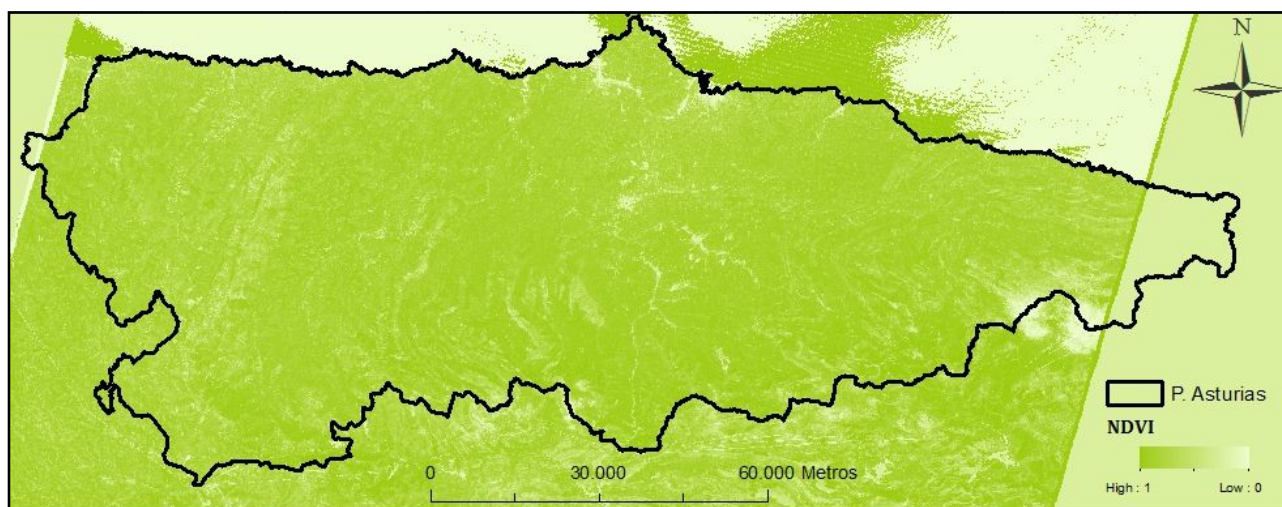 N
P. Asturias
NDVI
High : 1 Low : 0
0 30.000 60.000 Metros